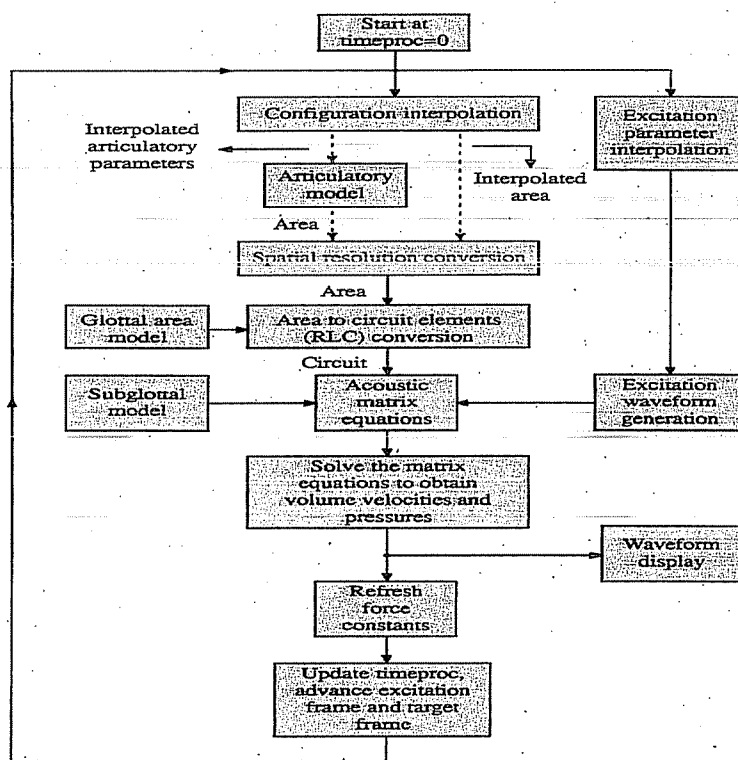 Start at
timeproc=0
Configuration interpolation
Excitation
parameter
interpolation
Interpolated
articulatory
parameters
Articulatory
model
Interpolated
area
Area
Spatial resolution conversion
Area
Glottal area
model
Area to circuit elements
(RLC) conversion
Circuit
Subglottal
model
Acoustic
matrix
equations
Excitation
waveform
generation
Solve the matrix
equations to obtain
volume velocities and
pressures
Waveform
display
Refresh
force
constants
Update timeproc,
advance excitation
frame and target
frame